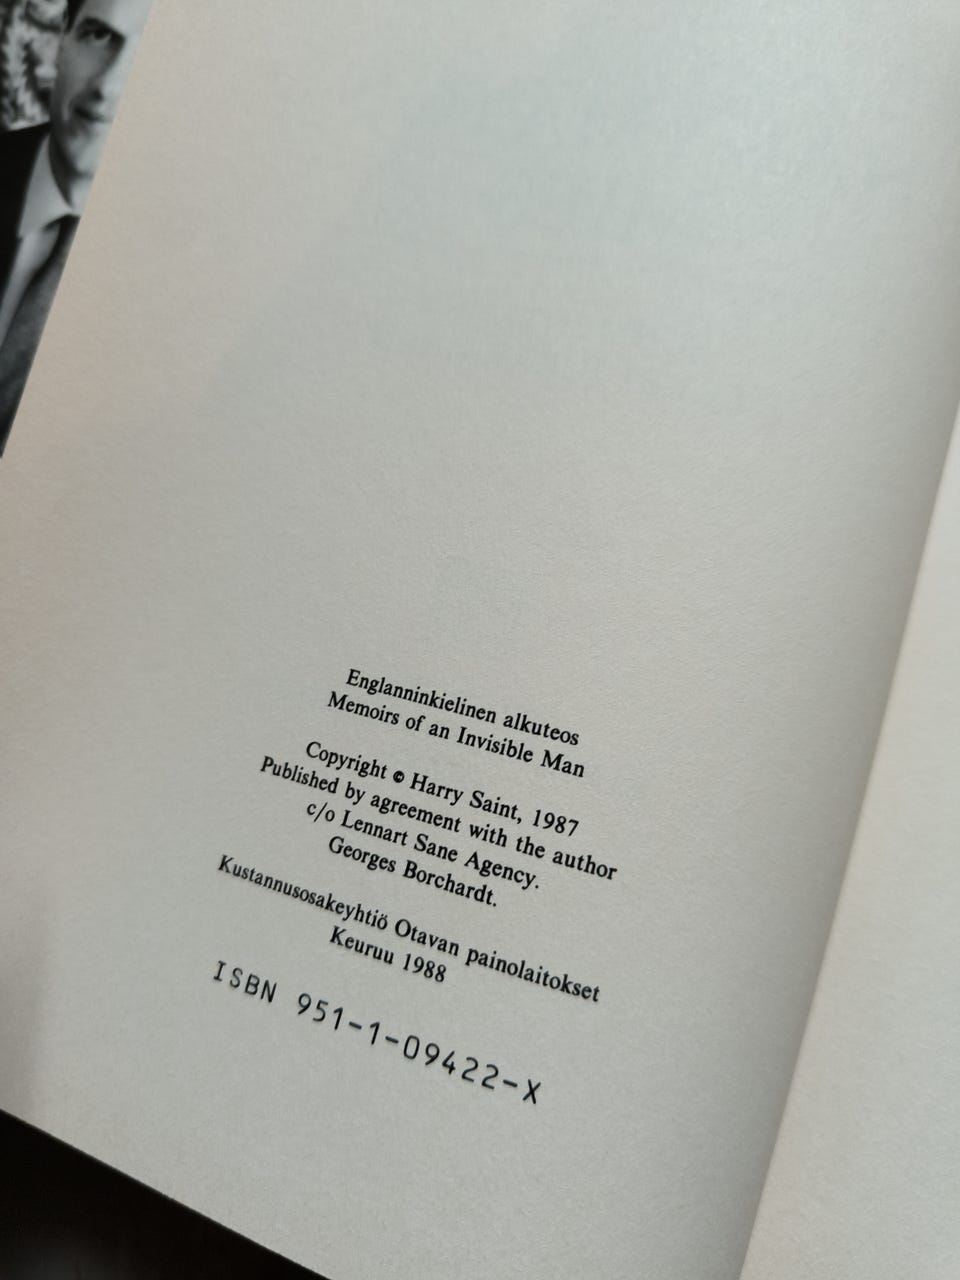 Englanninkielinen alkuteos
Memoirs of an Invisible Man
Copyright © Harry Saint, 1987
Published by agreement with the author
c/o Lennart Sane Agency.
Georges Borchardt.
Kustannusosakeyhtiö Otavan painolaitokset
Keuruu 1988
ISBN 951-1-09422-X